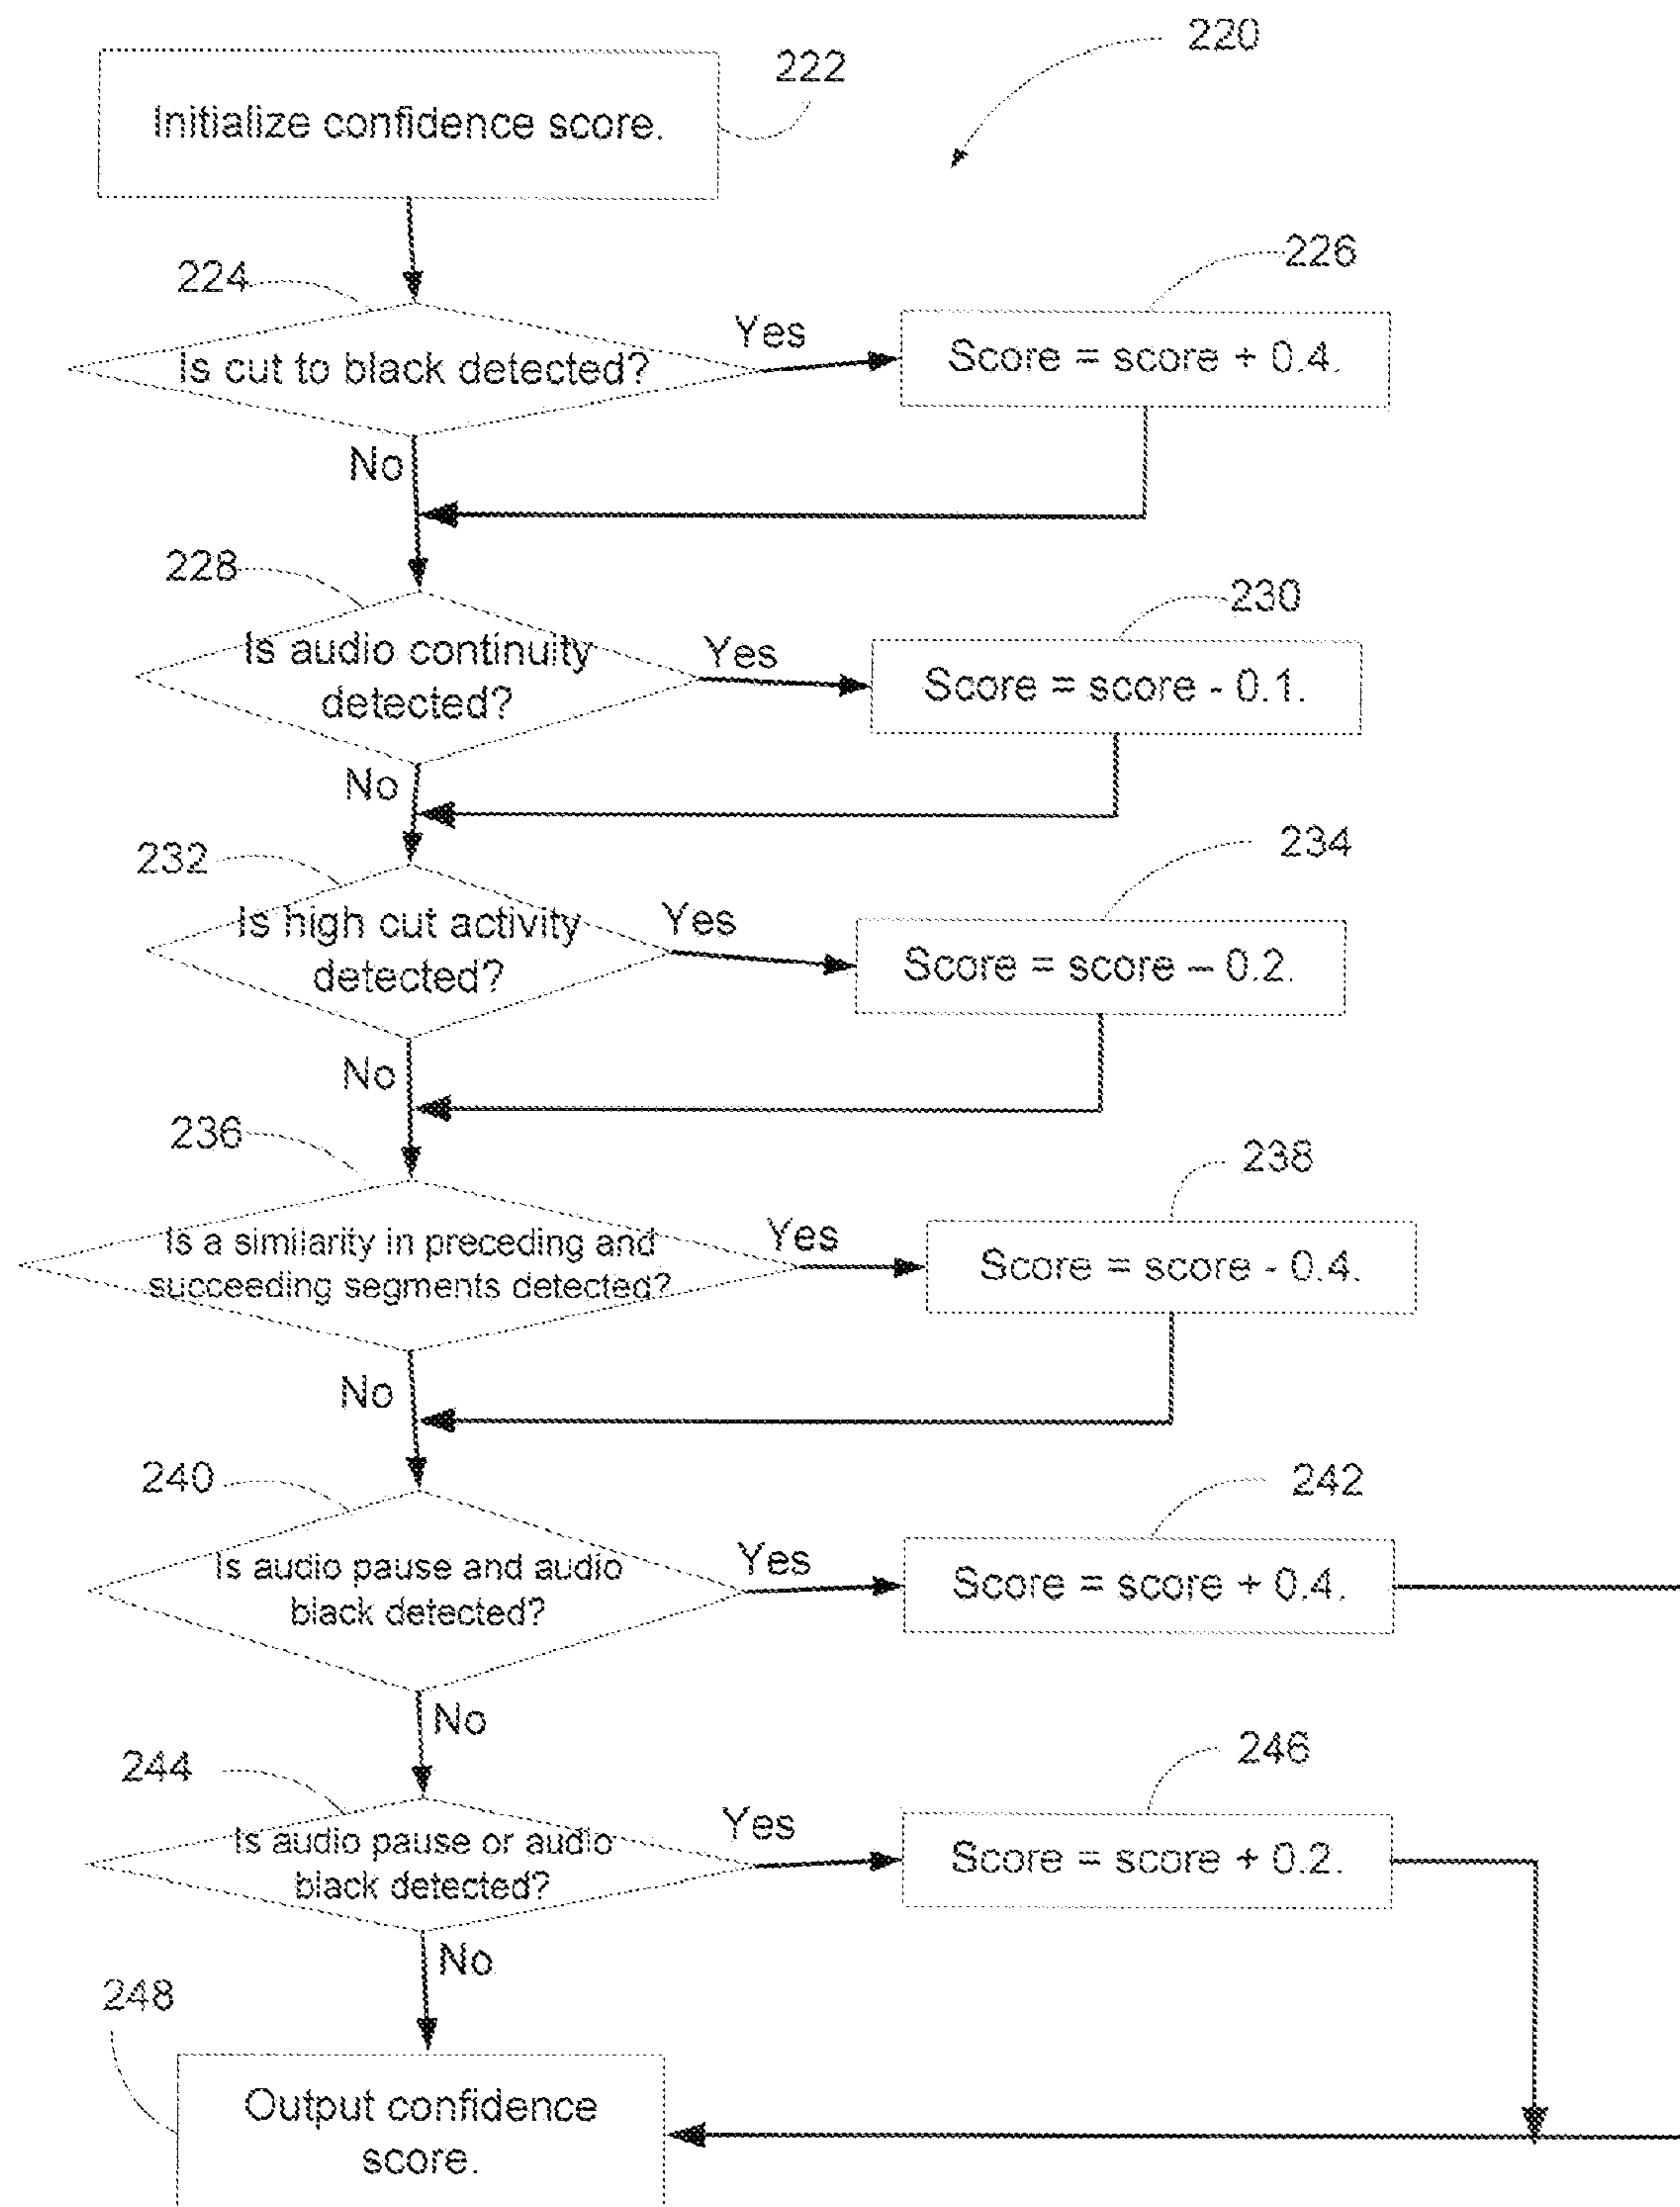 220
222
Initialize confidence score.
224
226
Is cut to black detected?
Yes
Score = score + 0.4.
No
228
230
Is audio continuity
detected?
Yes
Score = score - 0.1.
No
232
234
Is high cut activity
detected?
Yes
Score = score – 0.2.
No
236
238
Is a similarity in preceding and
succeeding segments detected?
Yes
Score = score - 0.4.
No
240
242
Is audio pause and audio
black detected?
Yes
Score = score + 0.4.
No
244
246
Is audio pause or audio
black detected?
Yes
Score = score + 0.2.
No
248
Output confidence
score.